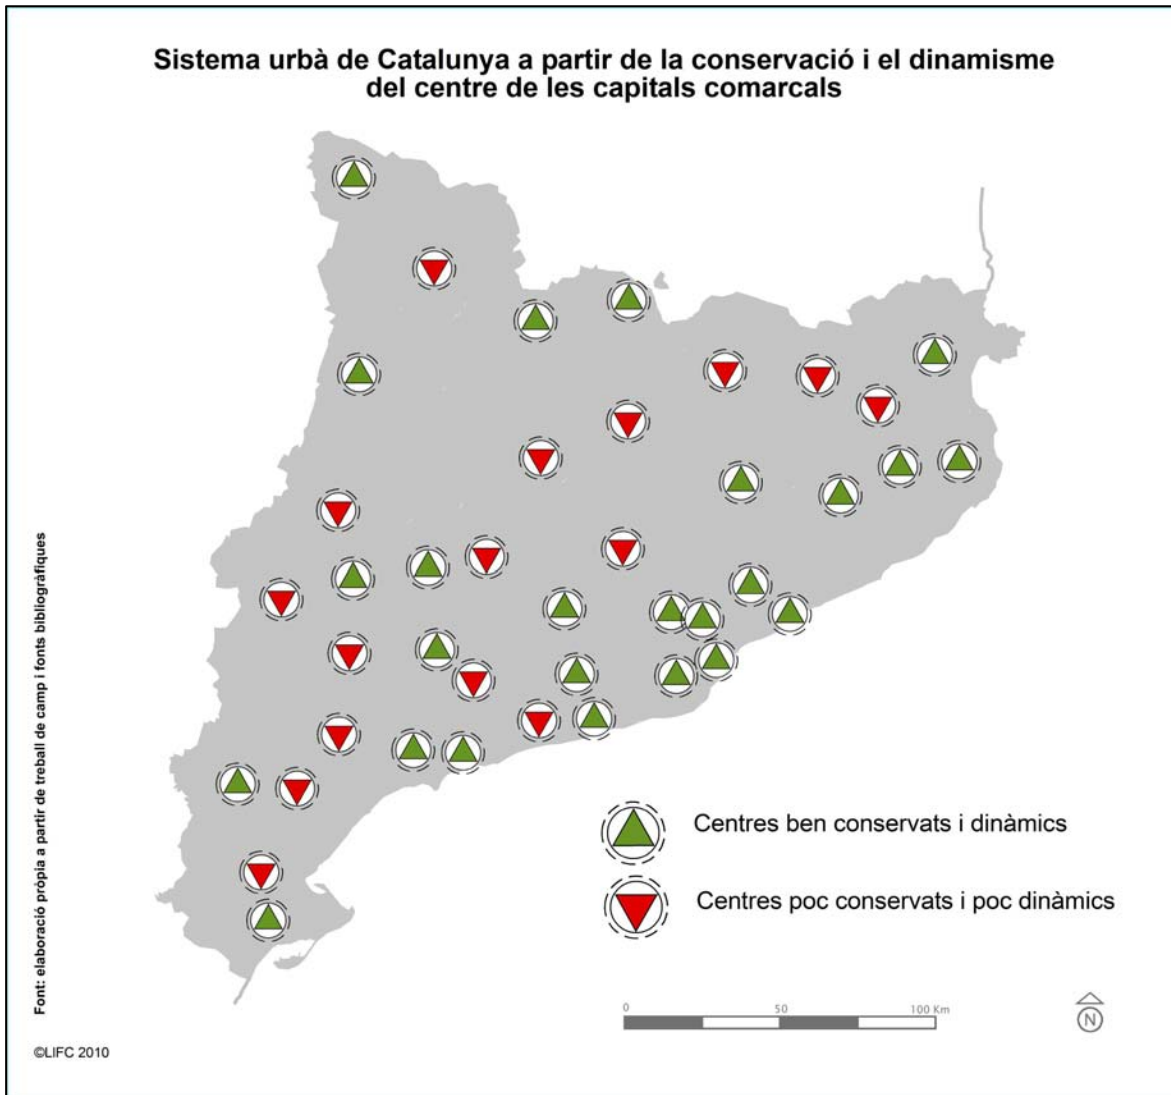 Sistema urbà de Catalunya a partir de la conservació i el dinamisme
del centre de les capitals comarcals
Centres ben conservats i dinàmics
Centres poc conservats i poc dinàmics
0 50 100 Km
N
Font: elaboració pròpia a partir de treball de camp i fonts bibliogràfiques
©LIFC 2010